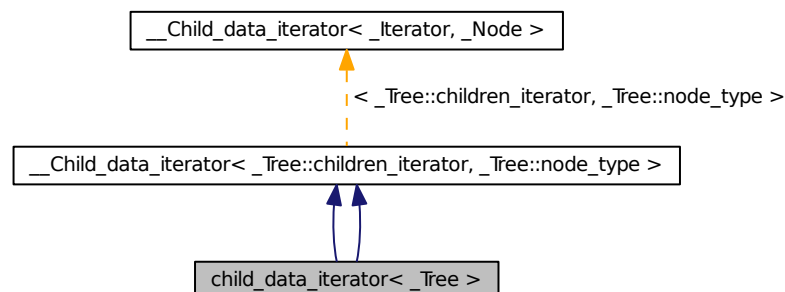 __Child_data_iterator< _Iterator, _Node >
< _Tree::children_iterator, _Tree::node_type >
__Child_data_iterator< _Tree::children_iterator, _Tree::node_type >
child_data_iterator< _Tree >